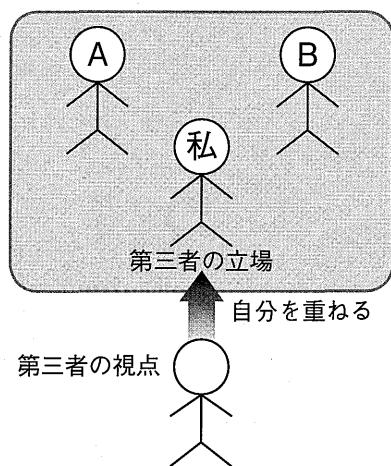 A
B
私
第三者の立場
自分を重ねる
第三者の視点